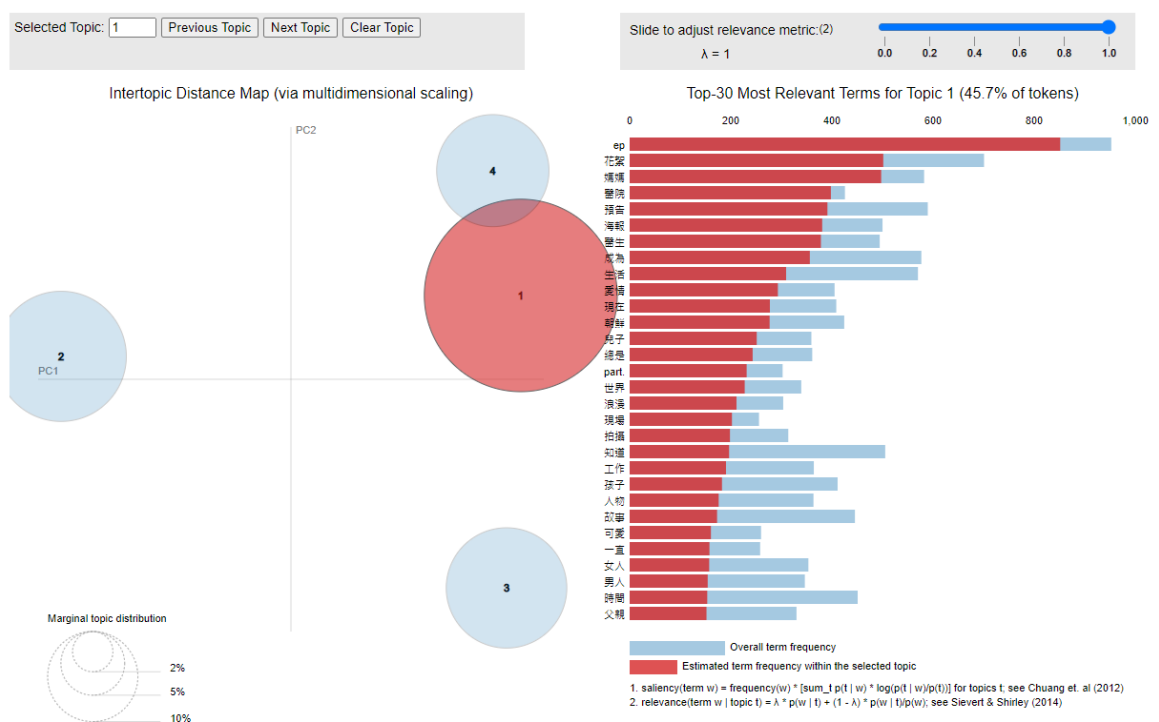 Selected Topic: 1 Previous Topic Next Topic Clear Topic
Slide to adjust relevance metric:(2)
λ = 1
0.0 0.2 0.4 0.6 0.8 1.0
Intertopic Distance Map (via multidimensional scaling)
PC2
PC1
4
1
2
3
Marginal topic distribution
2%
5%
10%
Top-30 Most Relevant Terms for Topic 1 (45.7% of tokens)
0 200 400 600 800 1,000
ep
花絮
媽媽
醫院
預告
海報
醫生
成為
生活
愛情
現在
朝鮮
兒子
總是
part.
世界
浪漫
現場
拍攝
知道
工作
孩子
人物
故事
可愛
一直
女人
男人
時間
父親
Overall term frequency
Estimated term frequency within the selected topic
1. saliency(term w) = frequency(w) * [sum_t p(t | w) * log(p(t | w)/p(t))] for topics t; see Chuang et. al (2012)
2. relevance(term w | topic t) = λ * p(w | t) + (1 - λ) * p(w | t)/p(w); see Sievert & Shirley (2014)